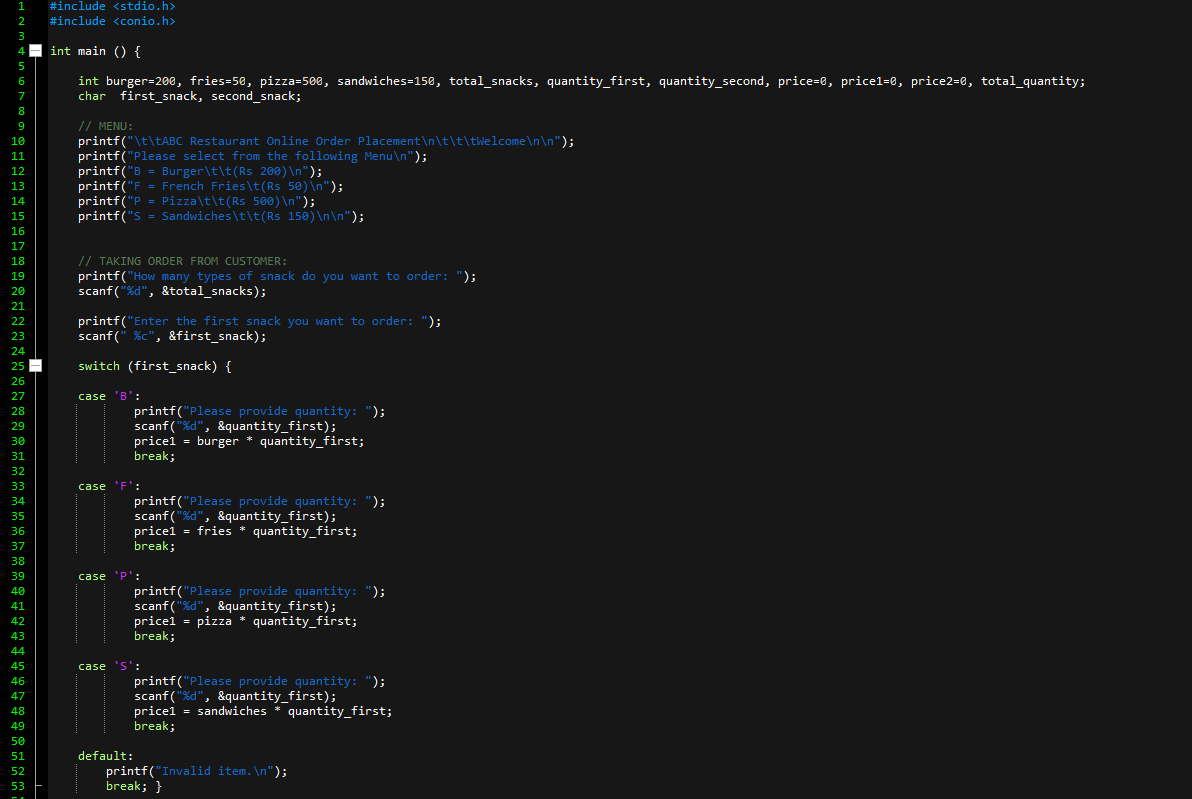 1 #include <stdio.h>
2 #include <conio.h>
3
4 int main () {
5
6 int burger=200, fries=50, pizza=500, sandwiches=150, total_snacks, quantity_first, quantity_second, price=0, price1=0, price2=0, total_quantity;
7 char  first_snack, second_snack;
8
9 // MENU:
10 printf("\t\tABC Restaurant Online Order Placement\n\t\t\tWelcome\n\n");
11 printf("Please select from the following Menu\n");
12 printf("B = Burger\t\t(Rs 200)\n");
13 printf("F = French Fries\t(Rs 50)\n");
14 printf("P = Pizza\t\t(Rs 500)\n");
15 printf("S = Sandwiches\t\t(Rs 150)\n\n");
16
17
18 // TAKING ORDER FROM CUSTOMER:
19 printf("How many types of snack do you want to order: ");
20 scanf("%d", &total_snacks);
21
22 printf("Enter the first snack you want to order: ");
23 scanf(" %c", &first_snack);
24
25 switch (first_snack) {
26
27 case 'B':
28 printf("Please provide quantity: ");
29 scanf("%d", &quantity_first);
30 price1 = burger * quantity_first;
31 break;
32
33 case 'F':
34 printf("Please provide quantity: ");
35 scanf("%d", &quantity_first);
36 price1 = fries * quantity_first;
37 break;
38
39 case 'P':
40 printf("Please provide quantity: ");
41 scanf("%d", &quantity_first);
42 price1 = pizza * quantity_first;
43 break;
44
45 case 'S':
46 printf("Please provide quantity: ");
47 scanf("%d", &quantity_first);
48 price1 = sandwiches * quantity_first;
49 break;
50
51 default:
52 printf("Invalid item.\n");
53 break; }